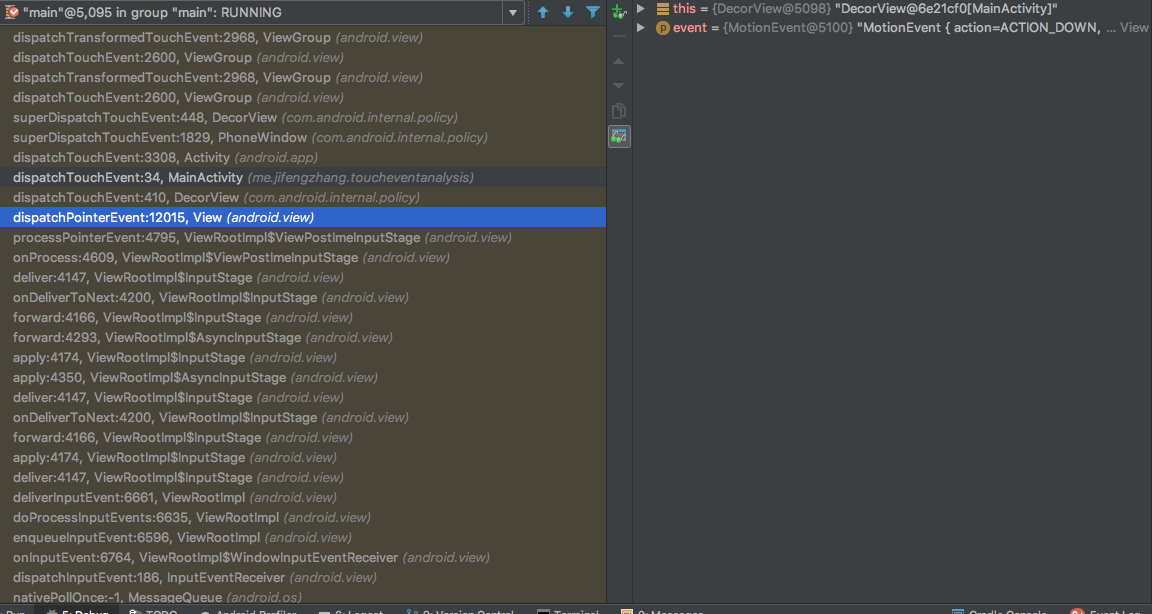 "main"@5,095 in group "main": RUNNING
dispatchTransformedTouchEvent:2968, ViewGroup (android.view)
dispatchTouchEvent:2600, ViewGroup (android.view)
dispatchTransformedTouchEvent:2968, ViewGroup (android.view)
dispatchTouchEvent:2600, ViewGroup (android.view)
superDispatchTouchEvent:448, DecorView (com.android.internal.policy)
superDispatchTouchEvent:1829, PhoneWindow (com.android.internal.policy)
dispatchTouchEvent:3308, Activity (android.app)
dispatchTouchEvent:34, MainActivity (me.jifengzhang.toucheventanalysis)
dispatchTouchEvent:410, DecorView (com.android.internal.policy)
dispatchPointerEvent:12015, View (android.view)
processPointerEvent:4795, ViewRootImpl$ViewPostImeInputStage (android.view)
onProcess:4609, ViewRootImpl$ViewPostImeInputStage (android.view)
deliver:4147, ViewRootImpl$InputStage (android.view)
onDeliverToNext:4200, ViewRootImpl$InputStage (android.view)
forward:4166, ViewRootImpl$InputStage (android.view)
forward:4293, ViewRootImpl$AsyncInputStage (android.view)
apply:4174, ViewRootImpl$InputStage (android.view)
apply:4350, ViewRootImpl$AsyncInputStage (android.view)
deliver:4147, ViewRootImpl$InputStage (android.view)
onDeliverToNext:4200, ViewRootImpl$InputStage (android.view)
forward:4166, ViewRootImpl$InputStage (android.view)
apply:4174, ViewRootImpl$InputStage (android.view)
deliver:4147, ViewRootImpl$InputStage (android.view)
deliverInputEvent:6661, ViewRootImpl (android.view)
doProcessInputEvents:6635, ViewRootImpl (android.view)
enqueueInputEvent:6596, ViewRootImpl (android.view)
onInputEvent:6764, ViewRootImpl$WindowInputEventReceiver (android.view)
dispatchInputEvent:186, InputEventReceiver (android.view)
nativePollOnce:-1, MessageQueue (android.os)
this = {DecorView@5098} "DecorView@6e21cf0[MainActivity]"
p event = {MotionEvent@5100} "MotionEvent { action=ACTION_DOWN, ... View
Run 5: Debug TODO Android Profiler 6: Logcat 9: Version Control Terminal 0: Messages Gradle Console Event Log